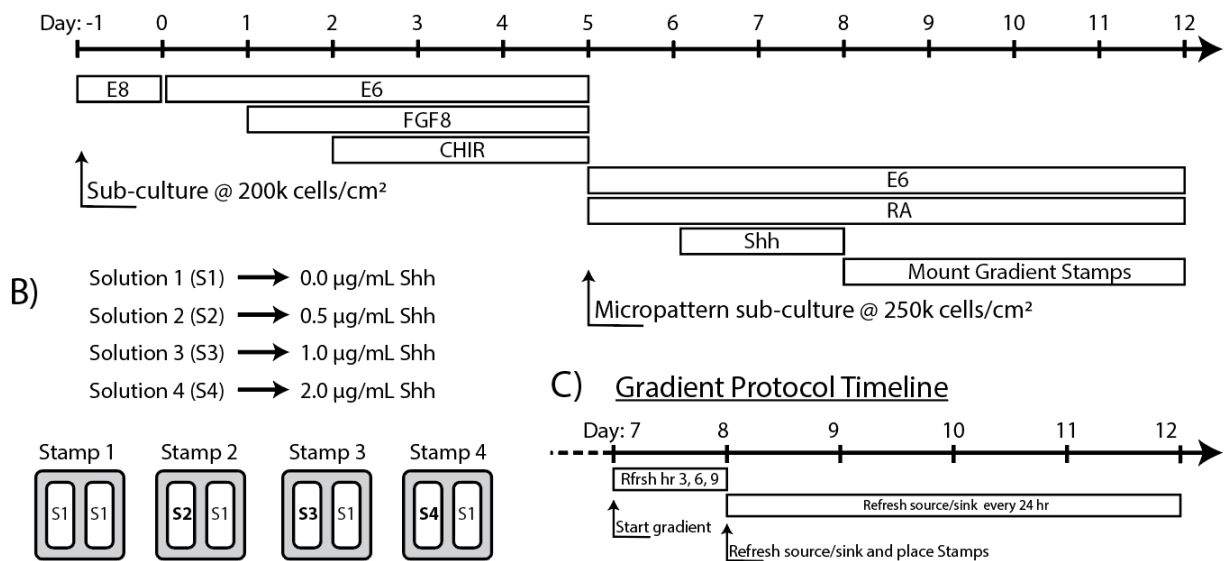 Day: -1 0 1 2 3 4 5 6 7 8 9 10 11 12
E8 E6
FGF8
CHIR
Sub-culture @ 200k cells/cm²
E6
RA
Shh
Mount Gradient Stamps
Micropattern sub-culture @ 250k cells/cm²
B)
Solution 1 (S1) 0.0 µg/mL Shh
Solution 2 (S2) 0.5 µg/mL Shh
Solution 3 (S3) 1.0 µg/mL Shh
Solution 4 (S4) 2.0 µg/mL Shh
Stamp 1 Stamp 2 Stamp 3 Stamp 4
S1 S1 S2 S1 S3 S1 S4 S1
C) Gradient Protocol Timeline
Day: 7 8 9 10 11 12
Rfrsh hr 3, 6, 9
Refresh source/sink every 24 hr
Start gradient
Refresh source/sink and place Stamps